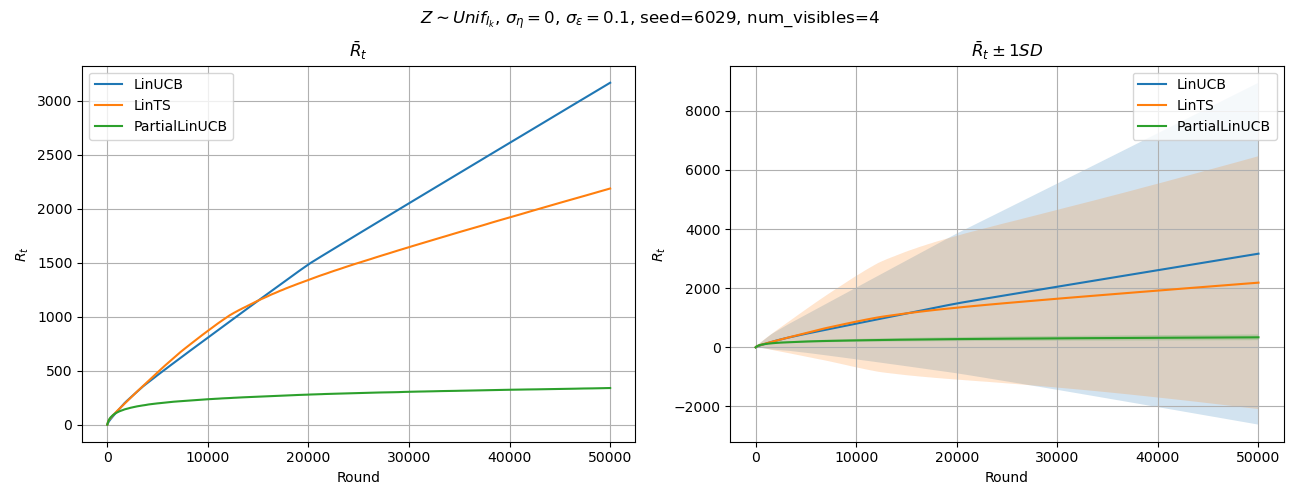 Z ∼ Unif_{I_k}, σ_η = 0, σ_ε = 0.1, seed=6029, num_visibles=4
R̄_t
3000
2500
2000
1500
1000
500
0
R_t
LinUCB
LinTS
PartialLinUCB
0 10000 20000 30000 40000 50000
Round
R̄_t ± 1SD
8000
6000
4000
2000
0
−2000
R_t
LinUCB
LinTS
PartialLinUCB
0 10000 20000 30000 40000 50000
Round